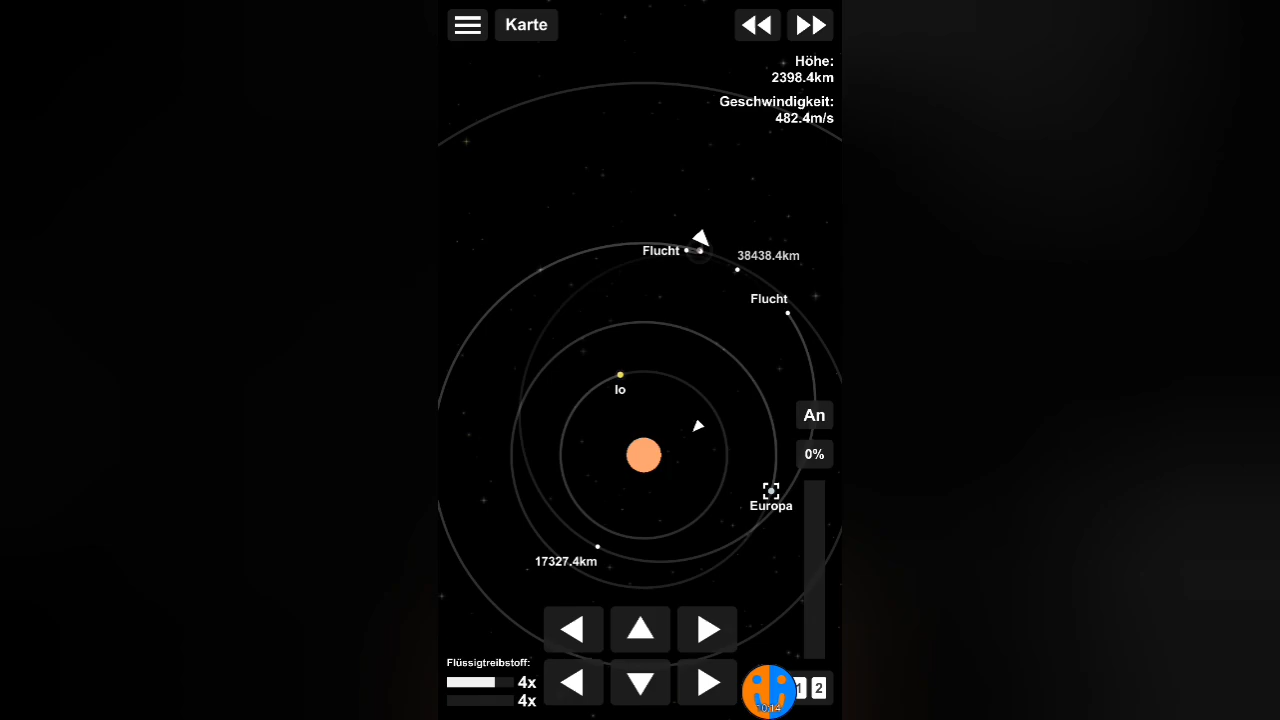 Karte
Höhe:
2398.4km
Geschwindigkeit:
482.4m/s
Flucht
38438.4km
Flucht
Io
An
0%
Europa
17327.4km
Flüssigtreibstoff:
4x
4x
1 2